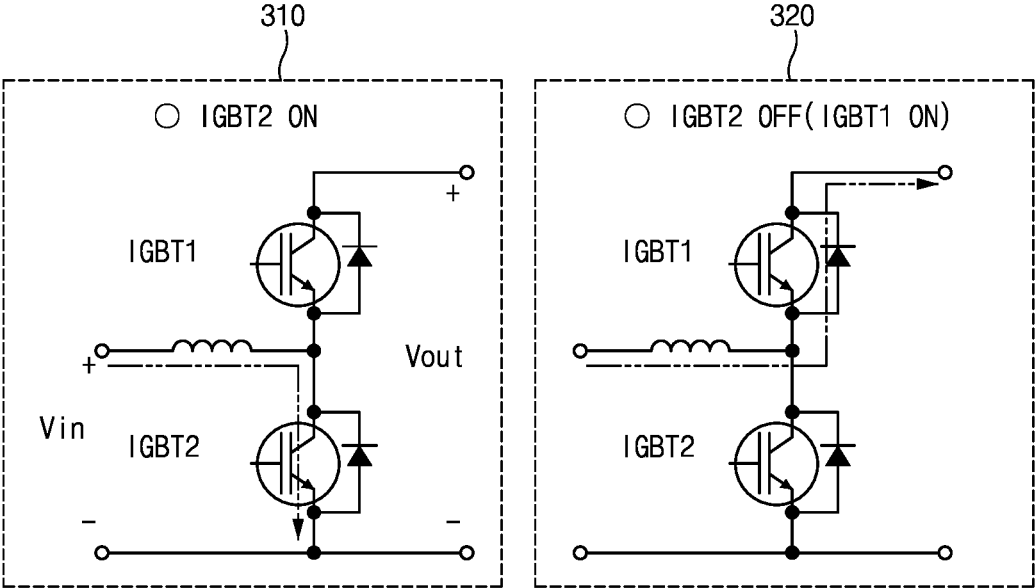 310
320
IGBT2 ON
IGBT2 OFF(IGBT1 ON)
+
IGBT1
IGBT1
+
Vout
Vin
IGBT2
IGBT2
-
-